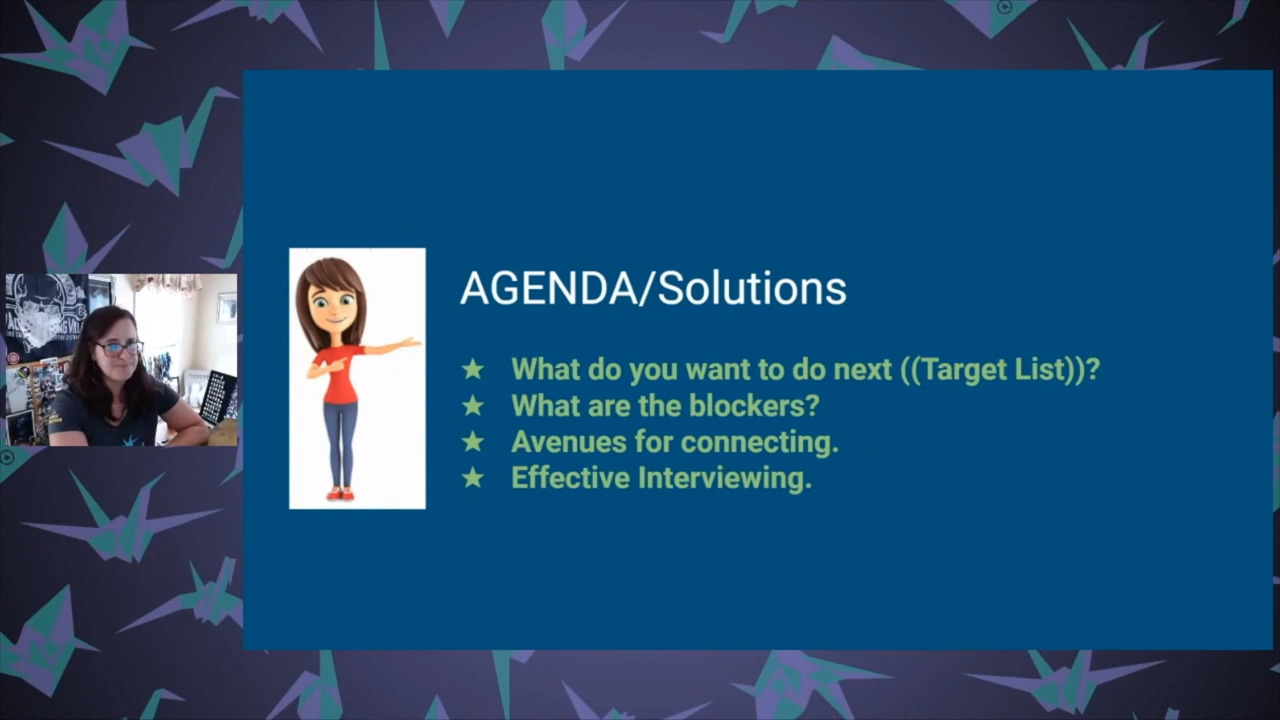 AGENDA/Solutions
★ What do you want to do next ((Target List))?
★ What are the blockers?
★ Avenues for connecting.
★ Effective Interviewing.